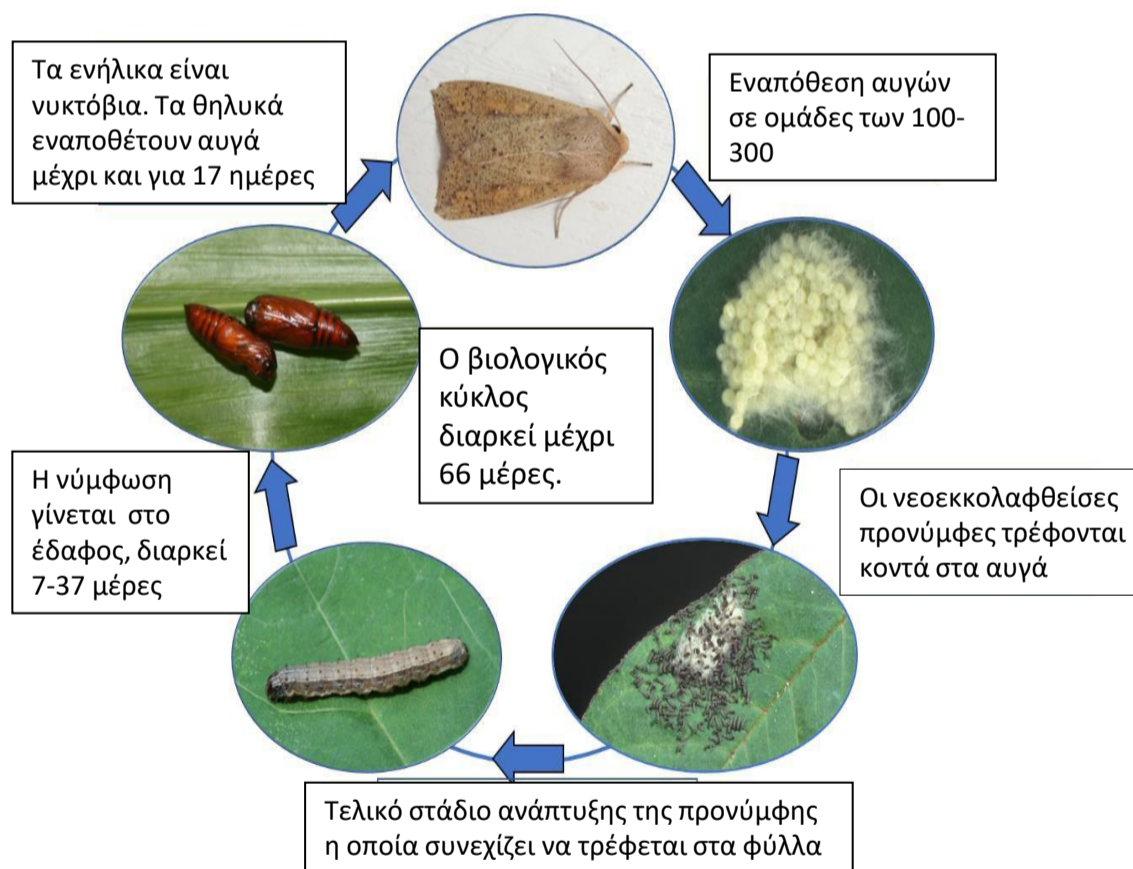 Τα ενήλικα είναι
νυκτόβια. Τα θηλυκά
εναποθέτουν αυγά
μέχρι και για 17 ημέρες
Εναπόθεση αυγών
σε ομάδες των 100-
300
Ο βιολογικός
κύκλος
διαρκεί μέχρι
66 μέρες.
Η νύμφωση
γίνεται στο
έδαφος, διαρκεί
7-37 μέρες
Οι νεοεκκολαφθείσες
προνύμφες τρέφονται
κοντά στα αυγά
Τελικό στάδιο ανάπτυξης της προνύμφης
η οποία συνεχίζει να τρέφεται στα φύλλα